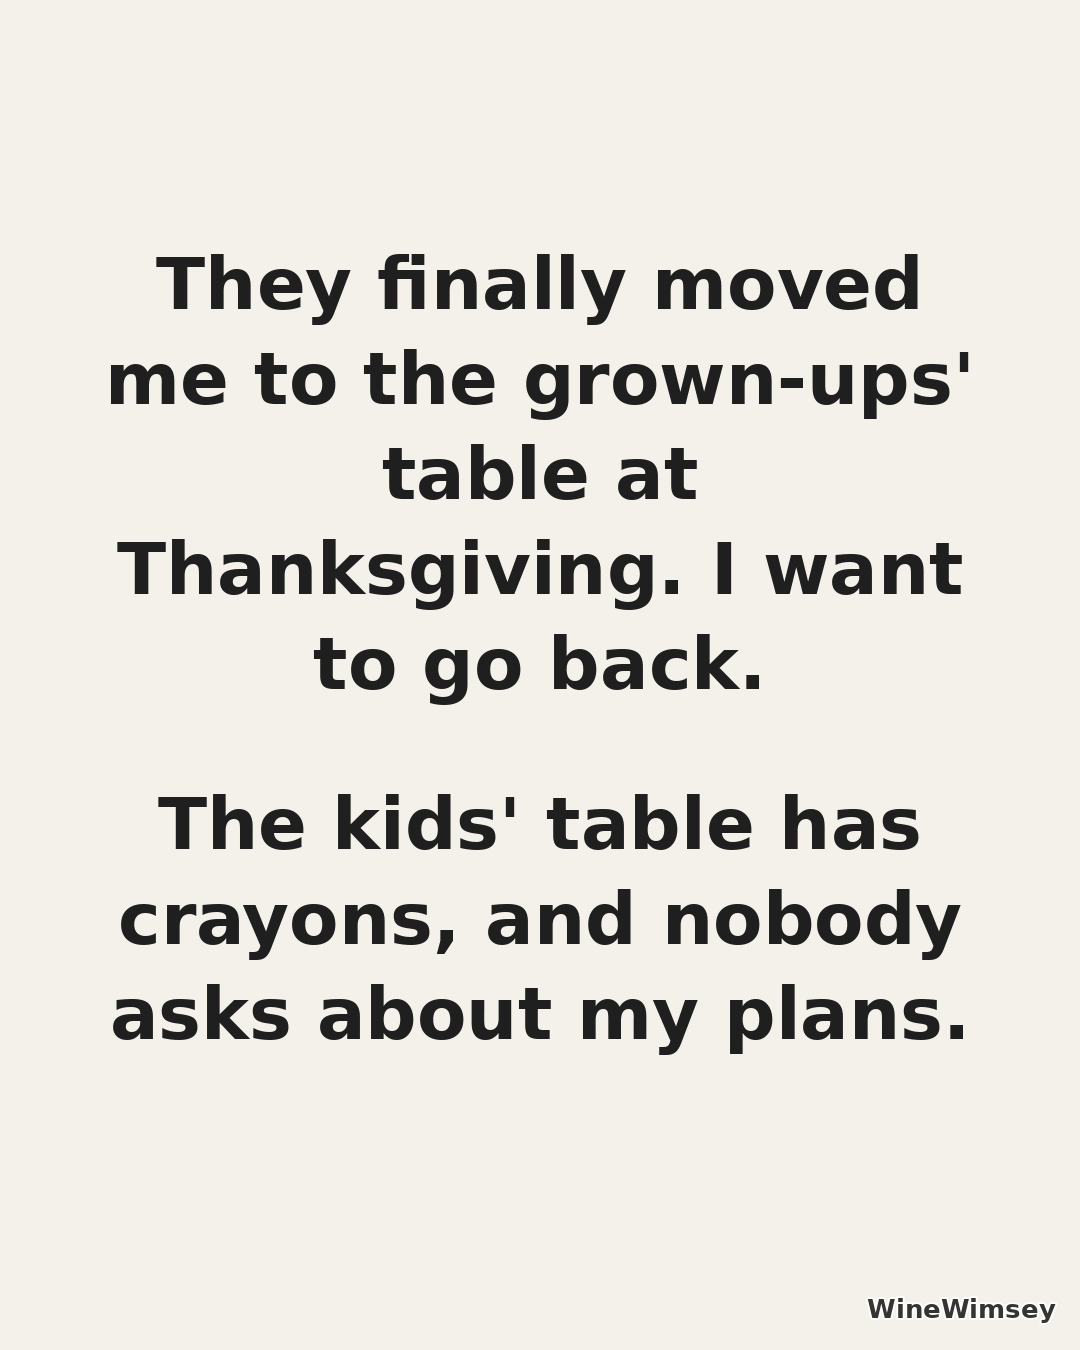 They finally moved
me to the grown-ups'
table at
Thanksgiving. I want
to go back.
The kids' table has
crayons, and nobody
asks about my plans.
WineWimsey